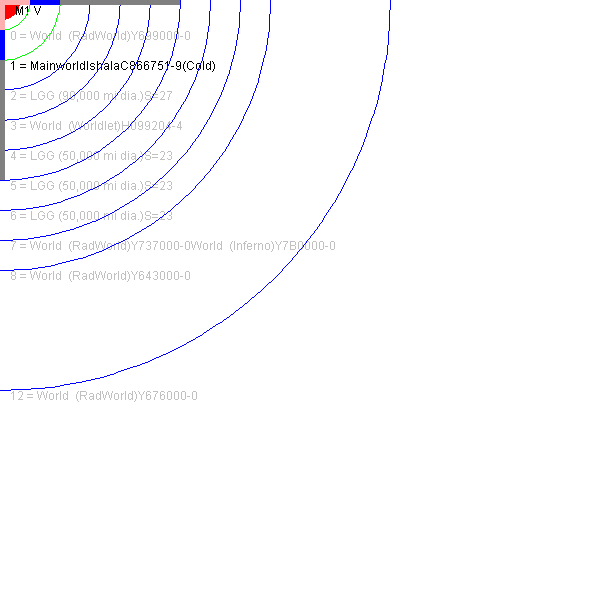 M1 V
0 = World  (RadWorld)Y699000-0
1 = MainworldIshalaC866751-9(Cold)
2 = LGG (90,000 mi dia.)S=27
3 = World  (Worldlet)H099204-4
4 = LGG (50,000 mi dia.)S=23
5 = LGG (50,000 mi dia.)S=23
6 = LGG (50,000 mi dia.)S=23
7 = World  (RadWorld)Y737000-0World  (Inferno)Y7B0000-0
8 = World  (RadWorld)Y643000-0
12 = World  (RadWorld)Y676000-0